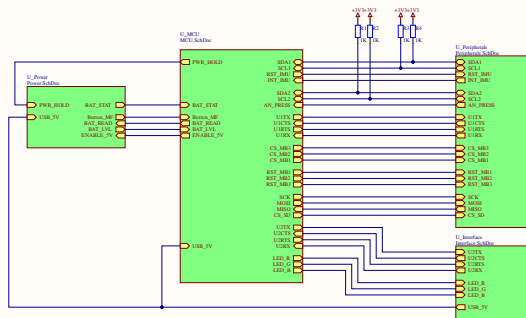 +3V3+3V3
+3V3+3V3
R1
R2
R3
R4
1K
1K
1K
1K
U_MCU
MCU.SchDoc
U_Peripherals
Peripherals.SchDoc
U_Power
Power.SchDoc
PWR_HOLD
USB_5V
BAT_STAT
Button_MF
BAT_READ
BAT_LVL
ENABLE_5V
PWR_HOLD
BAT_STAT
Button_MF
BAT_READ
BAT_LVL
ENABLE_5V
USB_5V
SDA1
SCL1
RST_IMU
INT_IMU
SDA2
SCL2
AN_PRESS
U1TX
U1CTS
U1RTS
U1RX
CS_MB3
CS_MB2
CS_MB1
RST_MB1
RST_MB2
RST_MB3
SCK
MOSI
MISO
CS_SD
U2TX
U2CTS
U2RTS
U2RX
LED_R
LED_G
LED_B
SDA1
SCL1
RST_IMU
INT_IMU
SDA2
SCL2
AN_PRESS
U1TX
U1CTS
U1RTS
U1RX
CS_MB3
CS_MB2
CS_MB1
RST_MB1
RST_MB2
RST_MB3
SCK
MOSI
MISO
CS_SD
U_Interface
Interface.SchDoc
U2TX
U2CTS
U2RTS
U2RX
LED_R
LED_G
LED_B
USB_5V